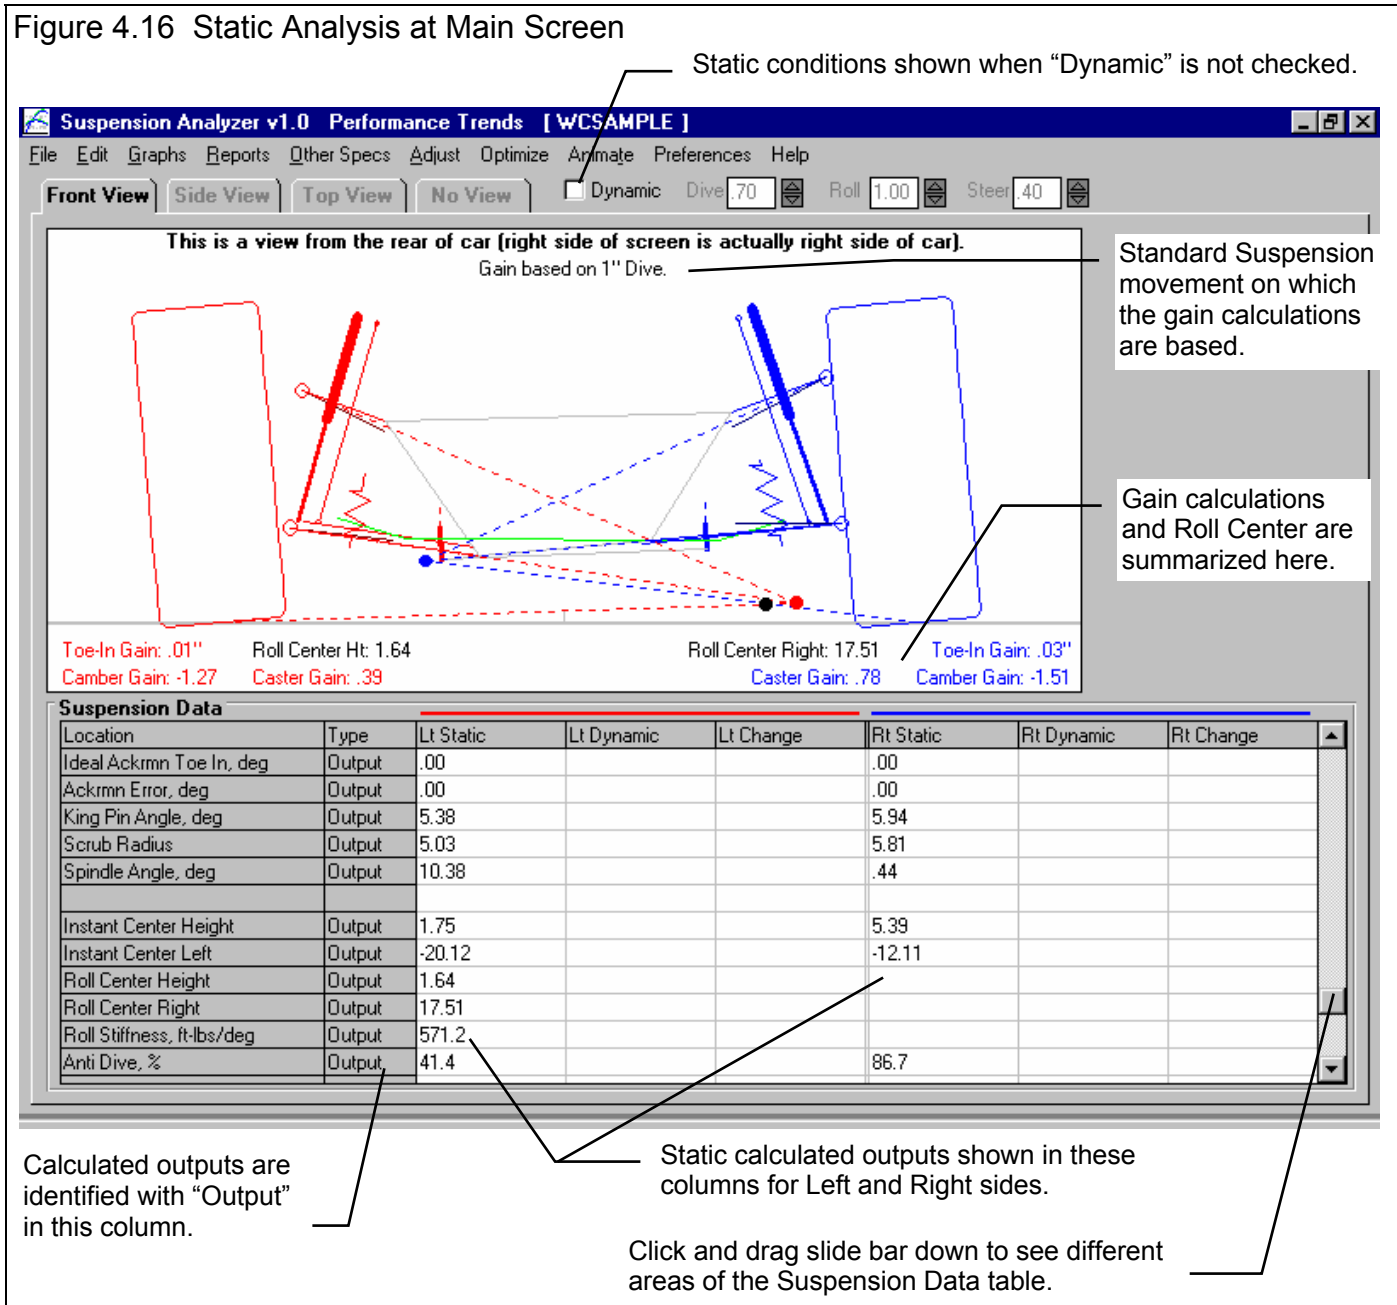 Figure 4.16  Static Analysis at Main Screen
Static conditions shown when “Dynamic” is not checked.
Suspension Analyzer v1.0   Performance Trends   [ WCSAMPLE ]
File Edit Graphs Reports Other Specs Adjust Optimize Animate Preferences Help
Front View Side View Top View No View Dynamic Dive .70 Roll 1.00 Steer .40
This is a view from the rear of car (right side of screen is actually right side of car).
Gain based on 1'' Dive.
Standard Suspension
movement on which
the gain calculations
are based.
Gain calculations
and Roll Center are
summarized here.
Toe-In Gain: .01'' Roll Center Ht: 1.64 Roll Center Right: 17.51 Toe-In Gain: .03''
Camber Gain: -1.27 Caster Gain: .39 Caster Gain: .78 Camber Gain: -1.51
Suspension Data
Location Type Lt Static Lt Dynamic Lt Change Rt Static Rt Dynamic Rt Change
Ideal Ackrmn Toe In, deg Output .00 .00
Ackrmn Error, deg Output .00 .00
King Pin Angle, deg Output 5.38 5.94
Scrub Radius Output 5.03 5.81
Spindle Angle, deg Output 10.38 .44
Instant Center Height Output 1.75 5.39
Instant Center Left Output -20.12 -12.11
Roll Center Height Output 1.64
Roll Center Right Output 17.51
Roll Stiffness, ft-lbs/deg Output 571.2
Anti Dive, % Output 41.4 86.7
Calculated outputs are
identified with “Output”
in this column.
Static calculated outputs shown in these
columns for Left and Right sides.
Click and drag slide bar down to see different
areas of the Suspension Data table.